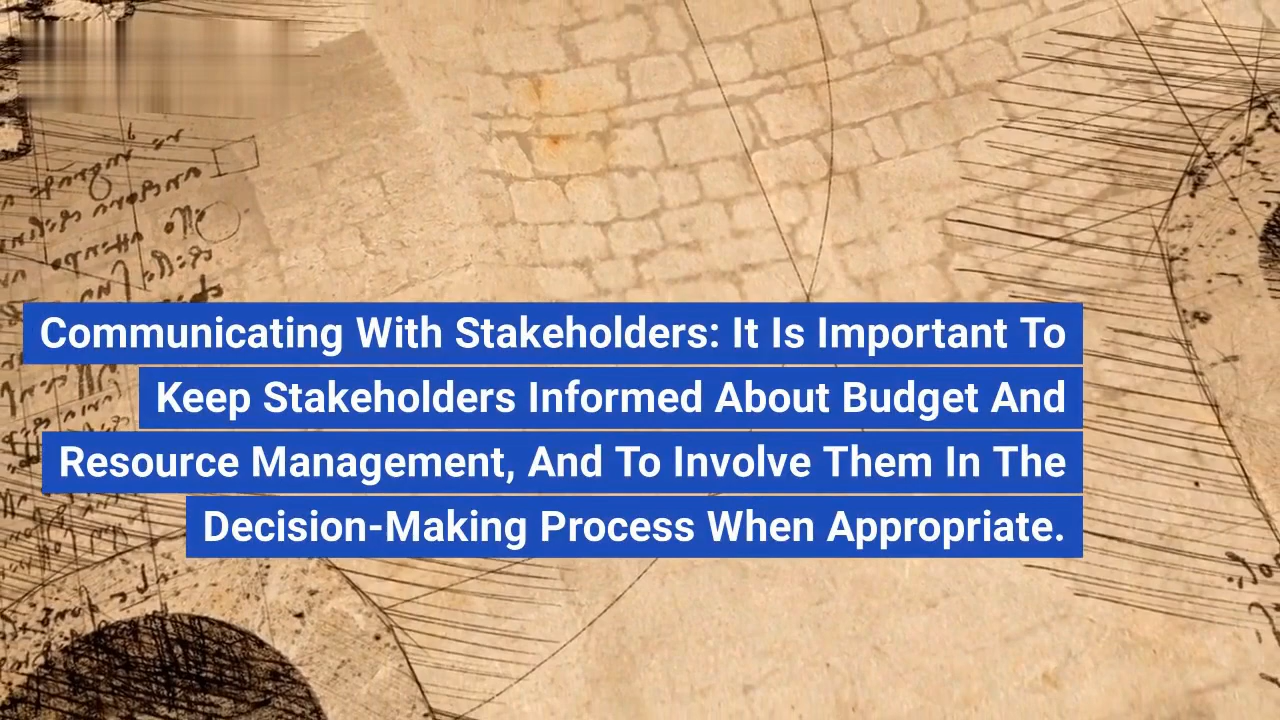 Communicating With Stakeholders: It Is Important To
Keep Stakeholders Informed About Budget And
Resource Management, And To Involve Them In The
Decision-Making Process When Appropriate.